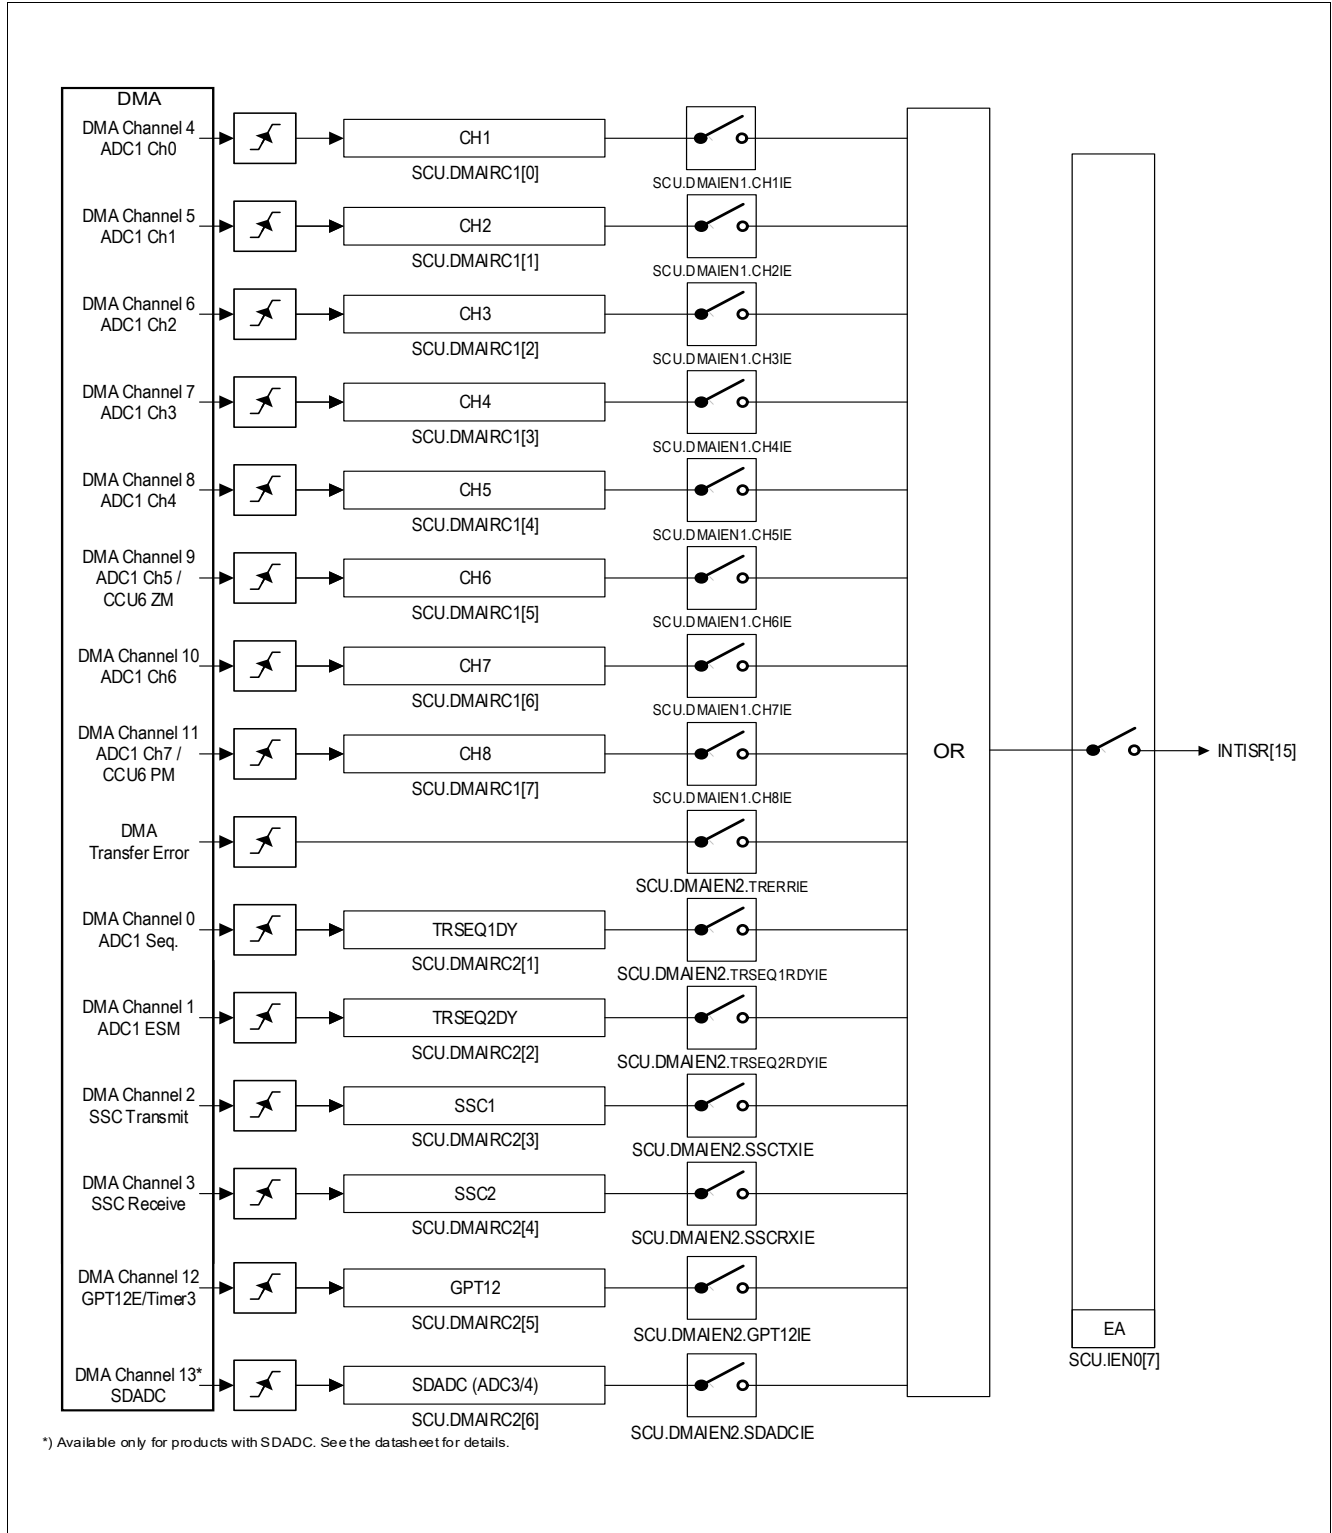 DMA
DMA Channel 4
ADC1 Ch0
CH1
SCU.DMAIRC1[0]
SCU.DMAIEN1.CH1IE
DMA Channel 5
ADC1 Ch1
CH2
SCU.DMAIRC1[1]
SCU.DMAIEN1.CH2IE
DMA Channel 6
ADC1 Ch2
CH3
SCU.DMAIRC1[2]
SCU.DMAIEN1.CH3IE
DMA Channel 7
ADC1 Ch3
CH4
SCU.DMAIRC1[3]
SCU.DMAIEN1.CH4IE
DMA Channel 8
ADC1 Ch4
CH5
SCU.DMAIRC1[4]
SCU.DMAIEN1.CH5IE
DMA Channel 9
ADC1 Ch5 /
CCU6 ZM
CH6
SCU.DMAIRC1[5]
SCU.DMAIEN1.CH6IE
DMA Channel 10
ADC1 Ch6
CH7
SCU.DMAIRC1[6]
SCU.DMAIEN1.CH7IE
DMA Channel 11
ADC1 Ch7 /
CCU6 PM
CH8
SCU.DMAIRC1[7]
SCU.DMAIEN1.CH8IE
OR
INTISR[15]
DMA
Transfer Error
SCU.DMAIEN2.TRERRIE
DMA Channel 0
ADC1 Seq.
TRSEQ1DY
SCU.DMAIRC2[1]
SCU.DMAIEN2.TRSEQ1RDYIE
DMA Channel 1
ADC1 ESM
TRSEQ2DY
SCU.DMAIRC2[2]
SCU.DMAIEN2.TRSEQ2RDYIE
DMA Channel 2
SSC Transmit
SSC1
SCU.DMAIRC2[3]
SCU.DMAIEN2.SSCTXIE
DMA Channel 3
SSC Receive
SSC2
SCU.DMAIRC2[4]
SCU.DMAIEN2.SSCRXIE
DMA Channel 12
GPT12E/Timer3
GPT12
SCU.DMAIRC2[5]
SCU.DMAIEN2.GPT12IE
EA
SCU.IEN0[7]
DMA Channel 13*
SDADC
SDADC (ADC3/4)
SCU.DMAIRC2[6]
SCU.DMAIEN2.SDADCIE
*) Available only for products with SDADC. See the datasheet for details.